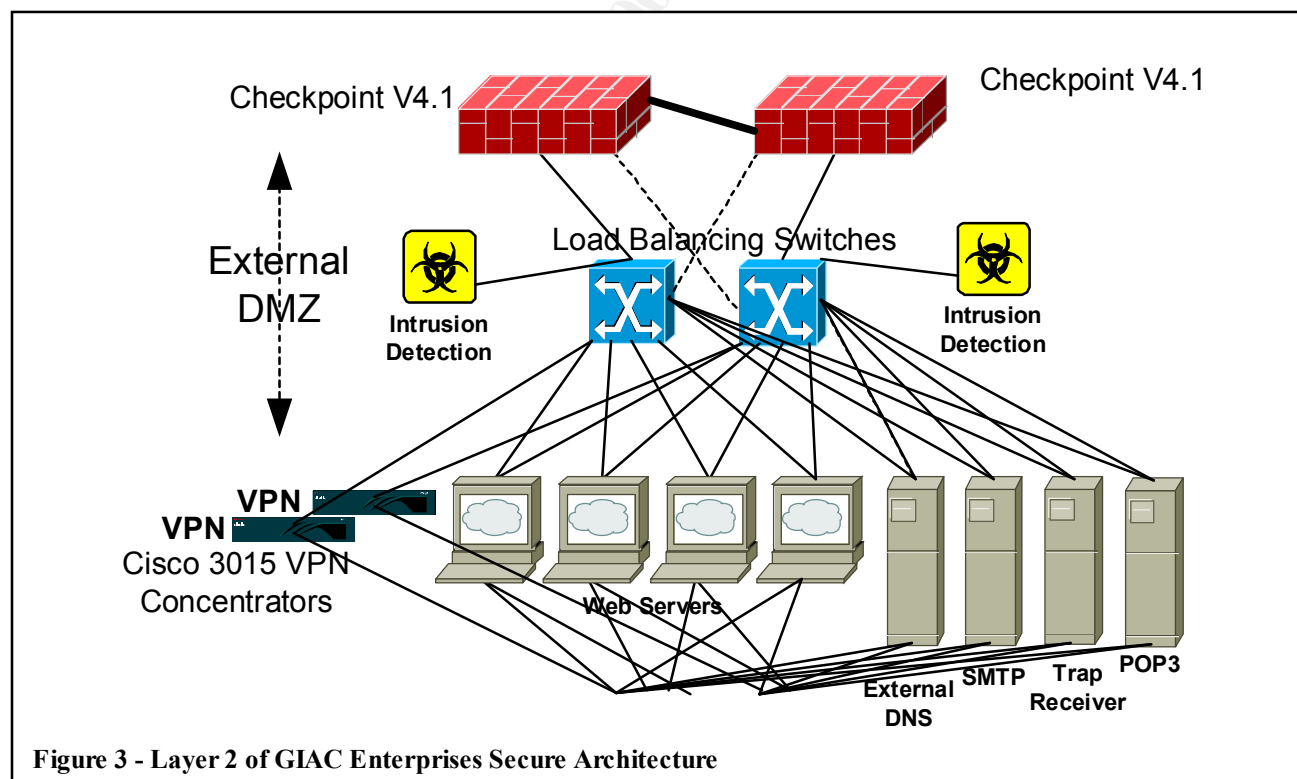 Checkpoint V4.1
Checkpoint V4.1
External
DMZ
Load Balancing Switches
Intrusion
Detection
Intrusion
Detection
VPN
VPN
Cisco 3015 VPN
Concentrators
Web Servers
External
DNS
SMTP
Trap
Receiver
POP3
Figure 3 - Layer 2 of GIAC Enterprises Secure Architecture